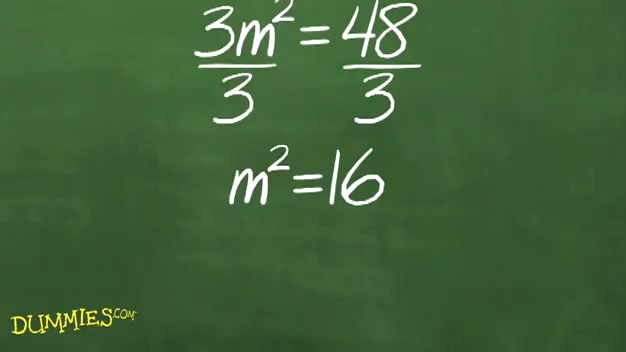 3m² = 48
3 3
m² = 16
DUMMIES.COM